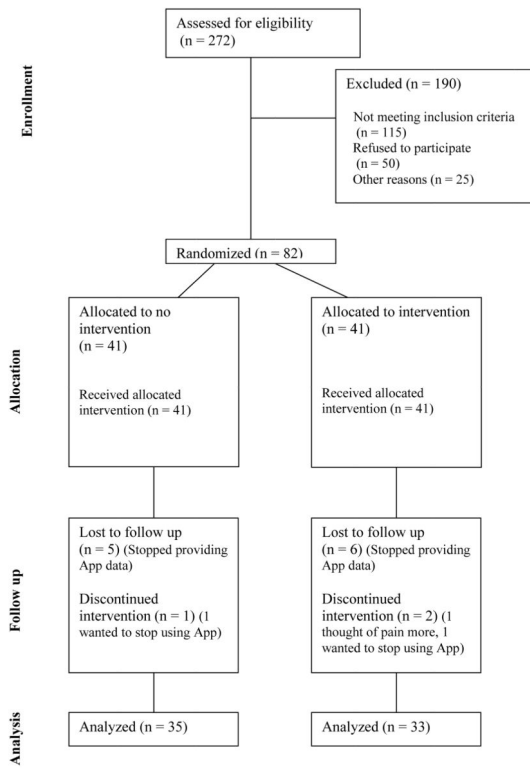 Enrollment
Assessed for eligibility
(n = 272)
Excluded (n = 190)
Not meeting inclusion criteria
(n = 115)
Refused to participate
(n = 50)
Other reasons (n = 25)
Randomized (n = 82)
Allocation
Allocated to no
intervention
(n = 41)
Received allocated
intervention (n = 41)
Allocated to intervention
(n = 41)
Received allocated
intervention (n = 41)
Follow up
Lost to follow up
(n = 5) (Stopped providing
App data)
Discontinued
intervention (n = 1) (1
wanted to stop using App)
Lost to follow up
(n = 6) (Stopped providing
App data)
Discontinued
intervention (n = 2) (1
thought of pain more, 1
wanted to stop using App)
Analysis
Analyzed (n = 35)
Analyzed (n = 33)